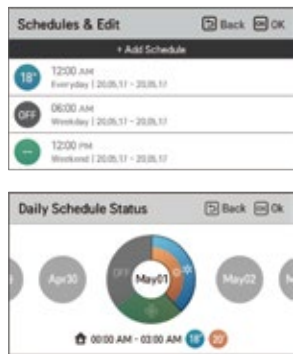 Schedules & Edit Back OK OK
+ Add Schedule
18° 12:00 AM
Everyday | 20.05.17 - 20.05.17
OFF 06:00 AM
Weekday | 20.05.17 - 20.05.17
12:00 PM
Weekend | 20.05.17 - 20.05.17
Daily Schedule Status Back OK Ok
Apr30 OFF May01 May02
00:00 AM - 03:00 AM 18° 20°